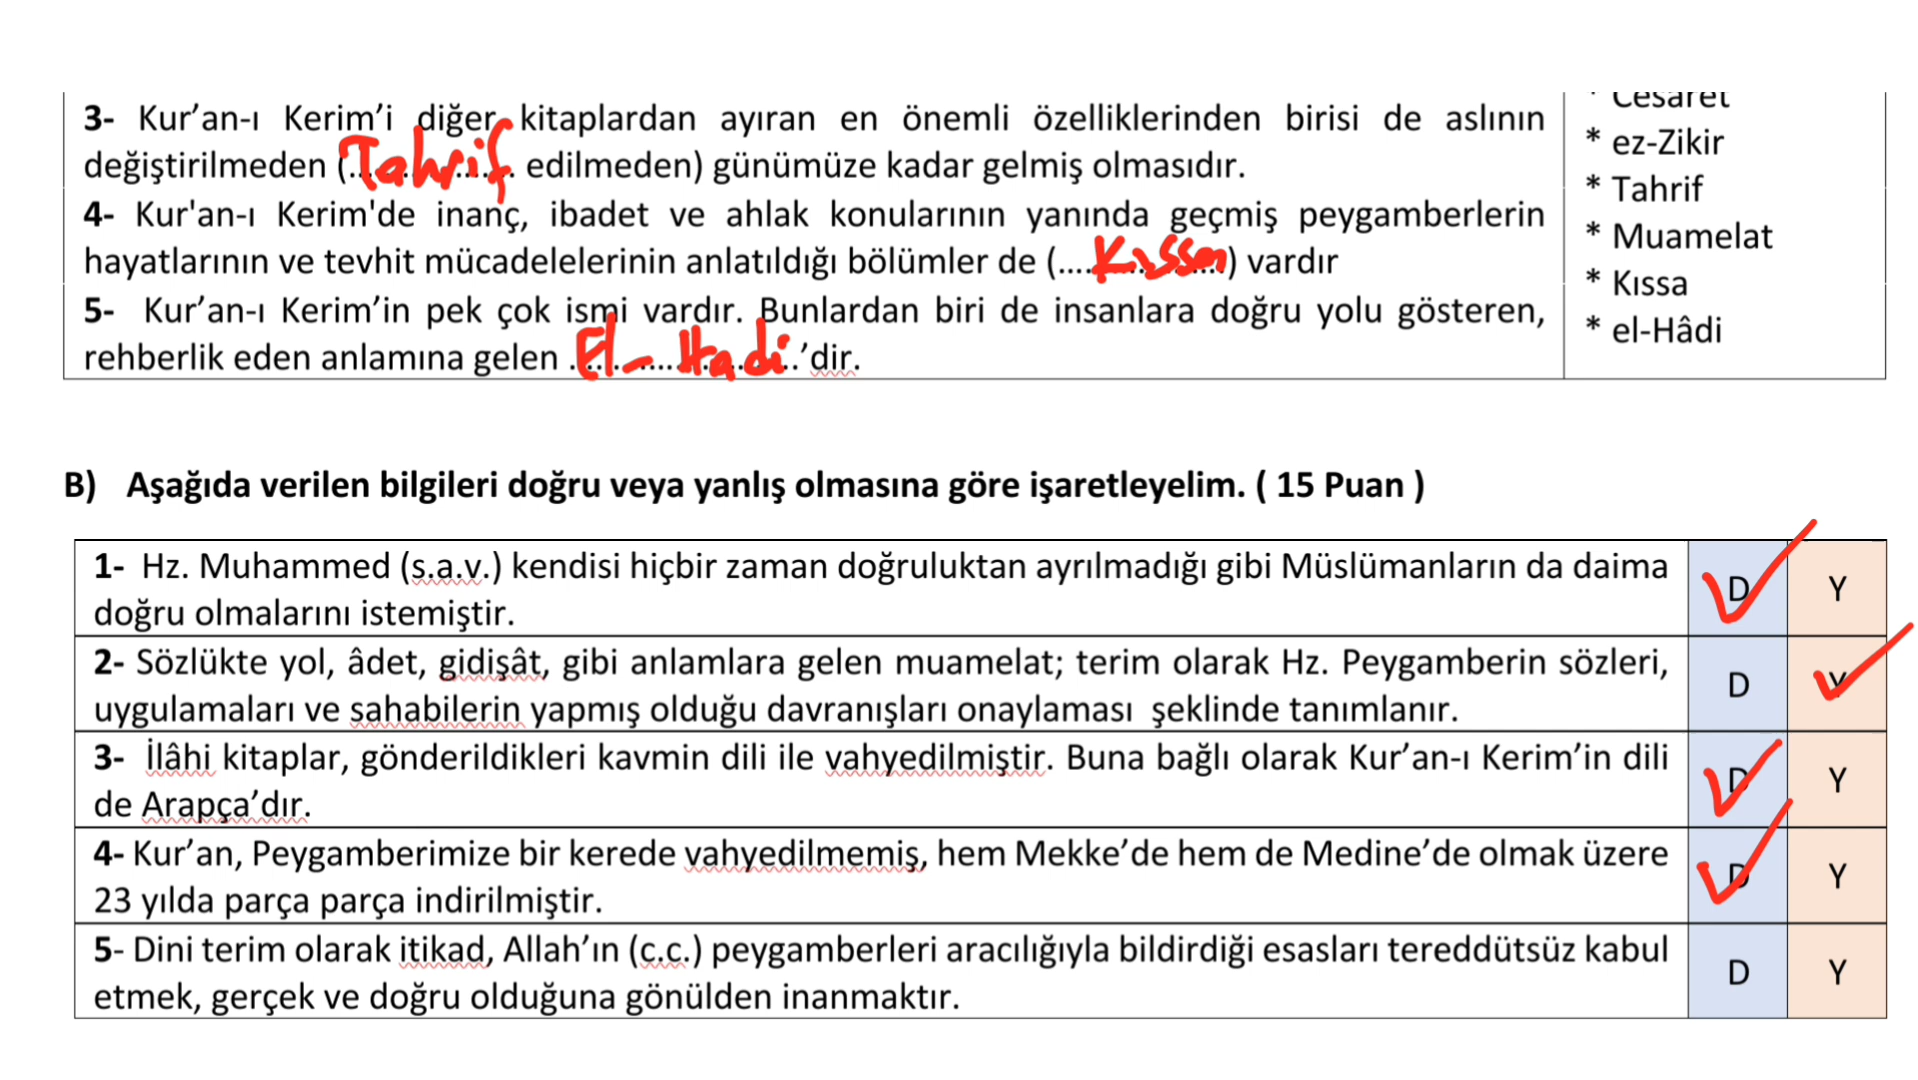 3- Kur'an-ı Kerim'i diğer kitaplardan ayıran en önemli özelliklerinden birisi de aslının
değiştirilmeden (...Tahrif... edilmeden) günümüze kadar gelmiş olmasıdır.
4- Kur'an-ı Kerim'de inanç, ibadet ve ahlak konularının yanında geçmiş peygamberlerin
hayatlarının ve tevhit mücadelelerinin anlatıldığı bölümler de (....Kıssa....) vardır
5- Kur'an-ı Kerim'in pek çok ismi vardır. Bunlardan biri de insanlara doğru yolu gösteren,
rehberlik eden anlamına gelen ...El-Hadi...'dir.
* Cesaret
* ez-Zikir
* Tahrif
* Muamelat
* Kıssa
* el-Hâdi
B) Aşağıda verilen bilgileri doğru veya yanlış olmasına göre işaretleyelim. ( 15 Puan )
1- Hz. Muhammed (s.a.v.) kendisi hiçbir zaman doğruluktan ayrılmadığı gibi Müslümanların da daima
doğru olmalarını istemiştir.
D Y
2- Sözlükte yol, âdet, gidişât, gibi anlamlara gelen muamelat; terim olarak Hz. Peygamberin sözleri,
uygulamaları ve sahabilerin yapmış olduğu davranışları onaylaması şeklinde tanımlanır.
D Y
3- İlâhi kitaplar, gönderildikleri kavmin dili ile vahyedilmiştir. Buna bağlı olarak Kur'an-ı Kerim'in dili
de Arapça'dır.
D Y
4- Kur'an, Peygamberimize bir kerede vahyedilmemiş, hem Mekke'de hem de Medine'de olmak üzere
23 yılda parça parça indirilmiştir.
D Y
5- Dini terim olarak itikad, Allah'ın (c.c.) peygamberleri aracılığıyla bildirdiği esasları tereddütsüz kabul
etmek, gerçek ve doğru olduğuna gönülden inanmaktır.
D Y